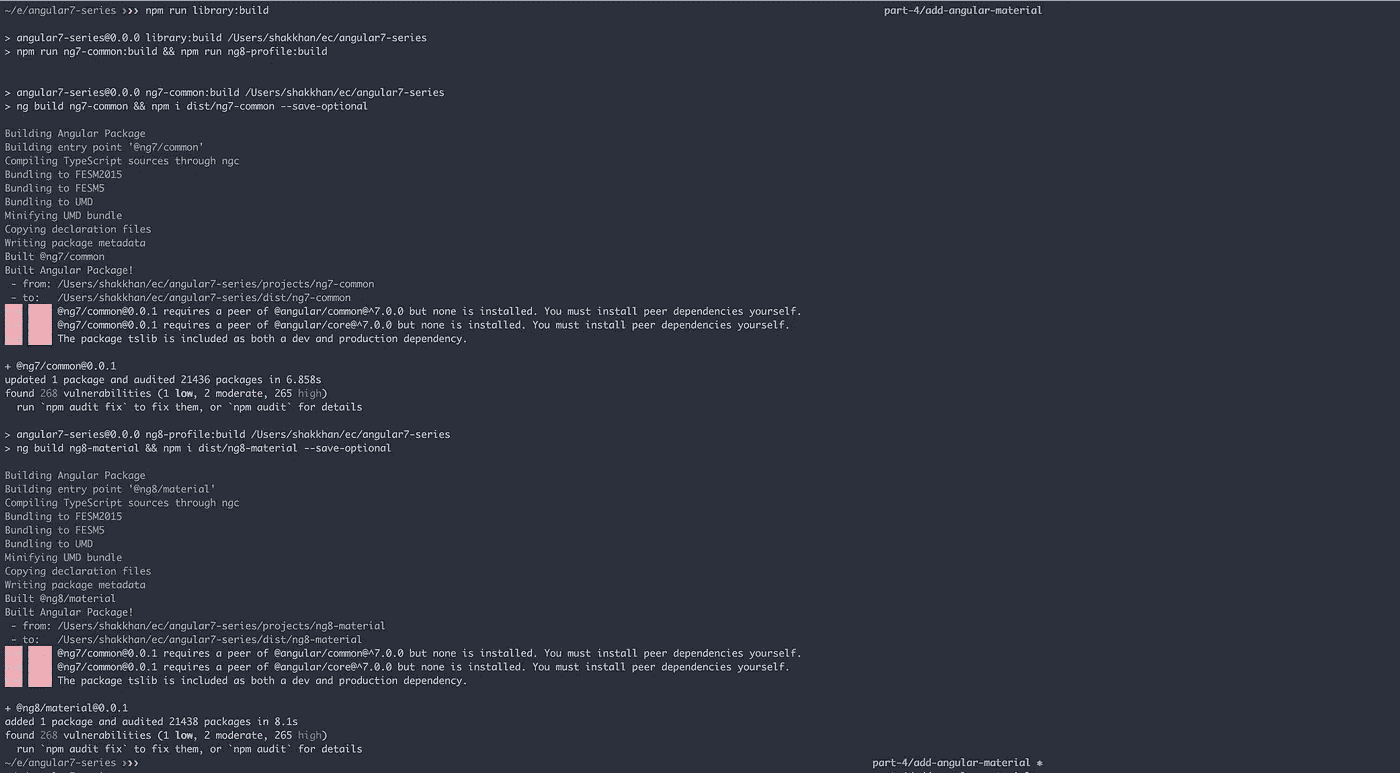 ~/e/angular7-series ››› npm run library:build part-4/add-angular-material
> angular7-series@0.0.0 library:build /Users/shakkhan/ec/angular7-series
> npm run ng7-common:build && npm run ng8-profile:build
> angular7-series@0.0.0 ng7-common:build /Users/shakkhan/ec/angular7-series
> ng build ng7-common && npm i dist/ng7-common --save-optional
Building Angular Package
Building entry point '@ng7/common'
Compiling TypeScript sources through ngc
Bundling to FESM2015
Bundling to FESM5
Bundling to UMD
Minifying UMD bundle
Copying declaration files
Writing package metadata
Built @ng7/common
Built Angular Package!
- from: /Users/shakkhan/ec/angular7-series/projects/ng7-common
- to: /Users/shakkhan/ec/angular7-series/dist/ng7-common
@ng7/common@0.0.1 requires a peer of @angular/common@^7.0.0 but none is installed. You must install peer dependencies yourself.
@ng7/common@0.0.1 requires a peer of @angular/core@^7.0.0 but none is installed. You must install peer dependencies yourself.
The package tslib is included as both a dev and production dependency.
+ @ng7/common@0.0.1
updated 1 package and audited 21436 packages in 6.858s
found 268 vulnerabilities (1 low, 2 moderate, 265 high)
run `npm audit fix` to fix them, or `npm audit` for details
> angular7-series@0.0.0 ng8-profile:build /Users/shakkhan/ec/angular7-series
> ng build ng8-material && npm i dist/ng8-material --save-optional
Building Angular Package
Building entry point '@ng8/material'
Compiling TypeScript sources through ngc
Bundling to FESM2015
Bundling to FESM5
Bundling to UMD
Minifying UMD bundle
Copying declaration files
Writing package metadata
Built @ng8/material
Built Angular Package!
- from: /Users/shakkhan/ec/angular7-series/projects/ng8-material
- to: /Users/shakkhan/ec/angular7-series/dist/ng8-material
@ng7/common@0.0.1 requires a peer of @angular/common@^7.0.0 but none is installed. You must install peer dependencies yourself.
@ng7/common@0.0.1 requires a peer of @angular/core@^7.0.0 but none is installed. You must install peer dependencies yourself.
The package tslib is included as both a dev and production dependency.
+ @ng8/material@0.0.1
added 1 package and audited 21438 packages in 8.1s
found 268 vulnerabilities (1 low, 2 moderate, 265 high)
run `npm audit fix` to fix them, or `npm audit` for details
~/e/angular7-series ››› part-4/add-angular-material *